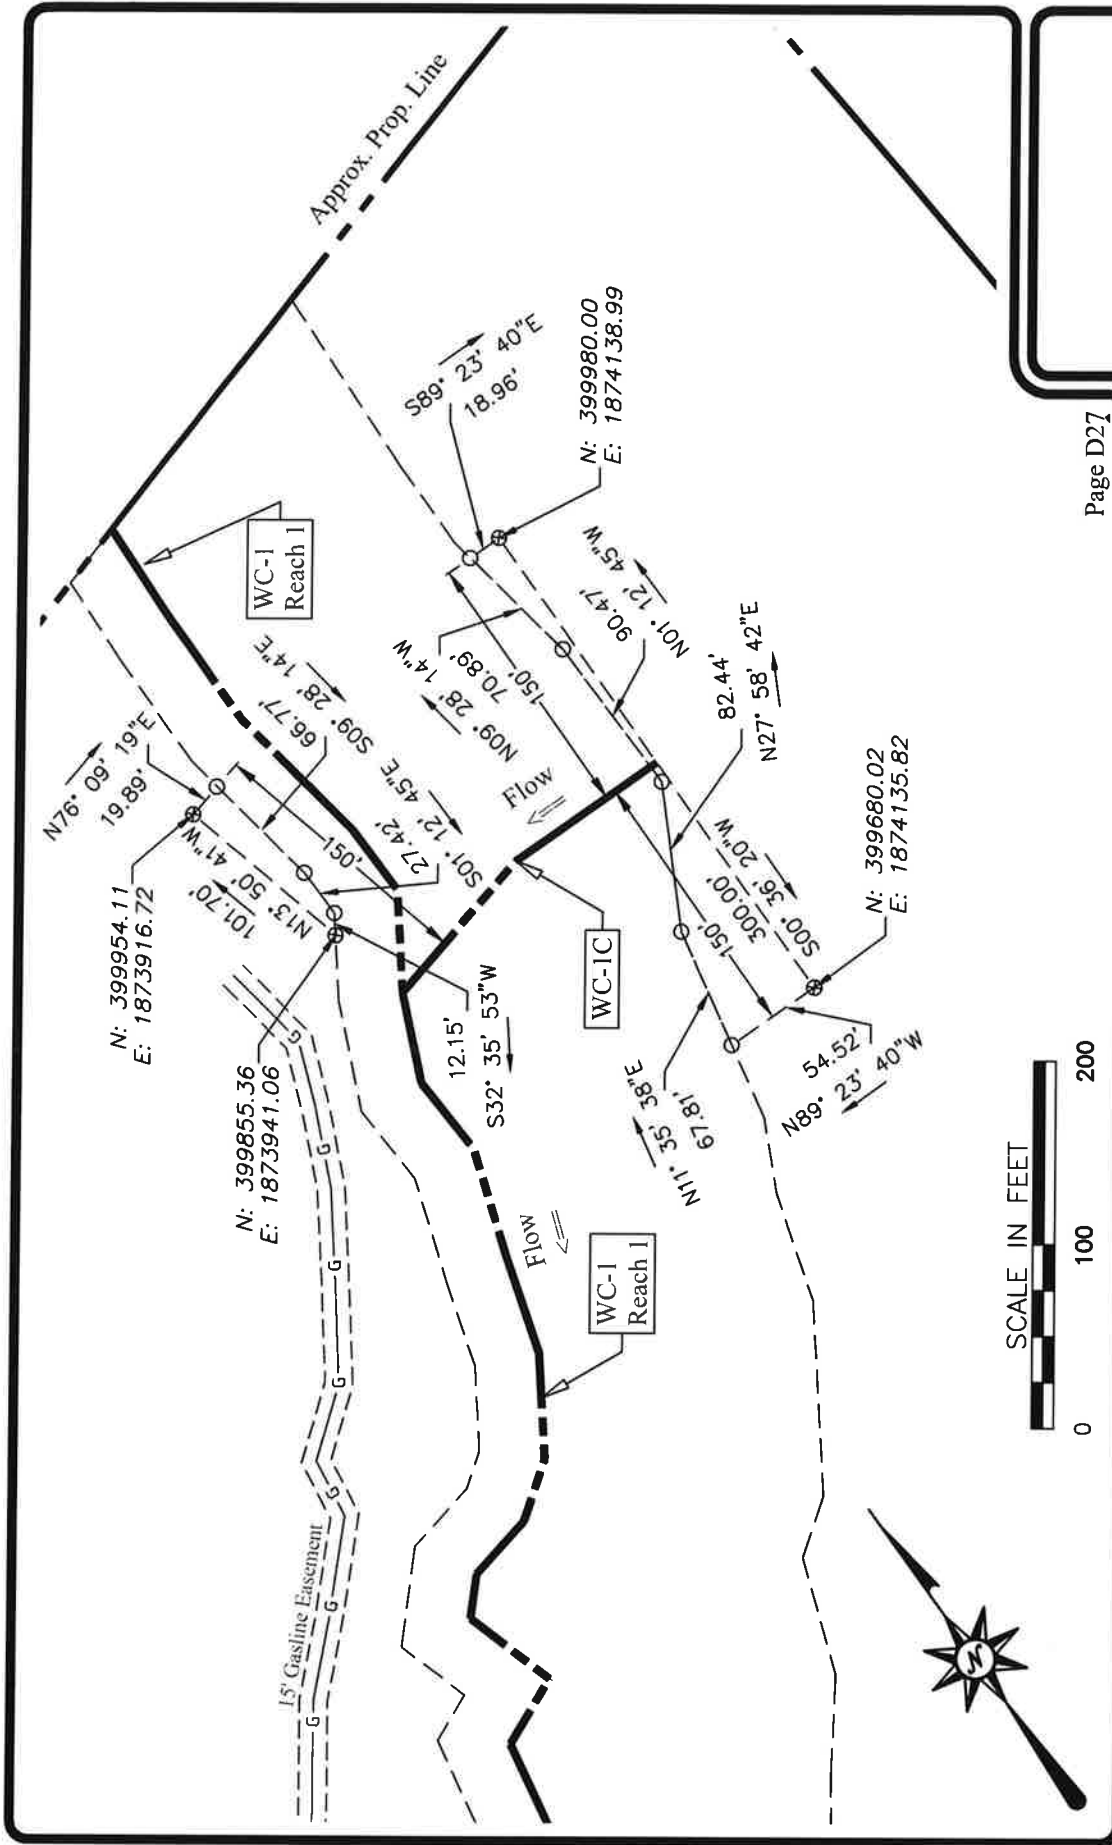 Approx. Prop. Line
WC-1
Reach 1
N76° 09' 19"E
19.89'
N: 399954.11
E: 1873916.72
N13° 50' 41"W
101.70'
66.77'
S09° 28' 14"E
27.42'
S01° 12' 45"E
150'
N: 399855.36
E: 1873941.06
12.15'
S32° 35' 53"W
S89° 23' 40"E
18.96'
N: 399980.00
E: 1874138.99
N09° 28' 14"W
70.89'
150'
90.47'
N01° 12' 45"W
Flow
82.44'
N27° 58' 42"E
WC-1C
150'
300.00'
S00° 36' 20"W
N: 399680.02
E: 1874135.82
N11° 35' 38"E
67.81'
54.52'
N89° 23' 40"W
Flow
WC-1
Reach 1
15' Gasline Easement
G
G
G
G
G
G
G
SCALE IN FEET
0
100
200
N
Page D27